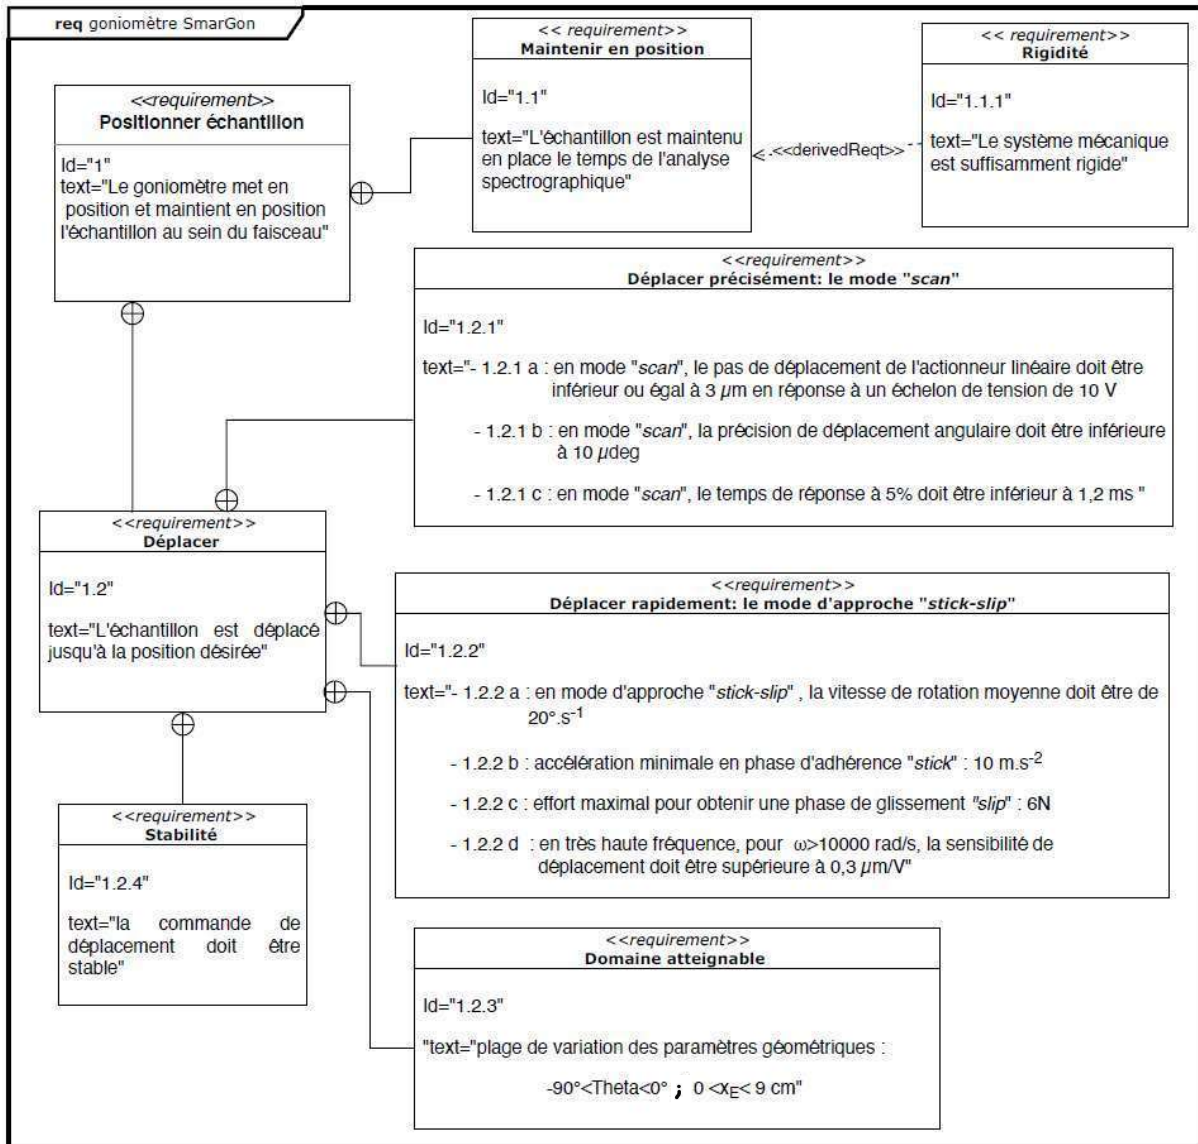 req goniomètre SmarGon
<<requirement>>
Positionner échantillon
Id="1"
text="Le goniomètre met en
position et maintient en position
l'échantillon au sein du faisceau"
<< requirement>>
Maintenir en position
Id="1.1"
text="L'échantillon est maintenu
en place le temps de l'analyse
spectrographique"
<<derivedReqt>>
<< requirement>>
Rigidité
Id="1.1.1"
text="Le système mécanique
est suffisamment rigide"
<<requirement>>
Déplacer précisément: le mode "scan"
Id="1.2.1"
text="- 1.2.1 a : en mode "scan", le pas de déplacement de l'actionneur linéaire doit être
inférieur ou égal à 3 µm en réponse à un échelon de tension de 10 V
- 1.2.1 b : en mode "scan", la précision de déplacement angulaire doit être inférieure
à 10 µdeg
- 1.2.1 c : en mode "scan", le temps de réponse à 5% doit être inférieur à 1,2 ms "
<<requirement>>
Déplacer
Id="1.2"
text="L'échantillon est déplacé
jusqu'à la position désirée"
<<requirement>>
Déplacer rapidement: le mode d'approche "stick-slip"
Id="1.2.2"
text="- 1.2.2 a : en mode d'approche "stick-slip" , la vitesse de rotation moyenne doit être de
20°.s-1
- 1.2.2 b : accélération minimale en phase d'adhérence "stick" : 10 m.s-2
- 1.2.2 c : effort maximal pour obtenir une phase de glissement "slip" : 6N
- 1.2.2 d : en très haute fréquence, pour ω>10000 rad/s, la sensibilité de
déplacement doit être supérieure à 0,3 µm/V"
<<requirement>>
Stabilité
Id="1.2.4"
text="la commande de
déplacement doit être
stable"
<<requirement>>
Domaine atteignable
Id="1.2.3"
"text="plage de variation des paramètres géométriques :
-90°<Theta<0° ; 0 <xE< 9 cm"